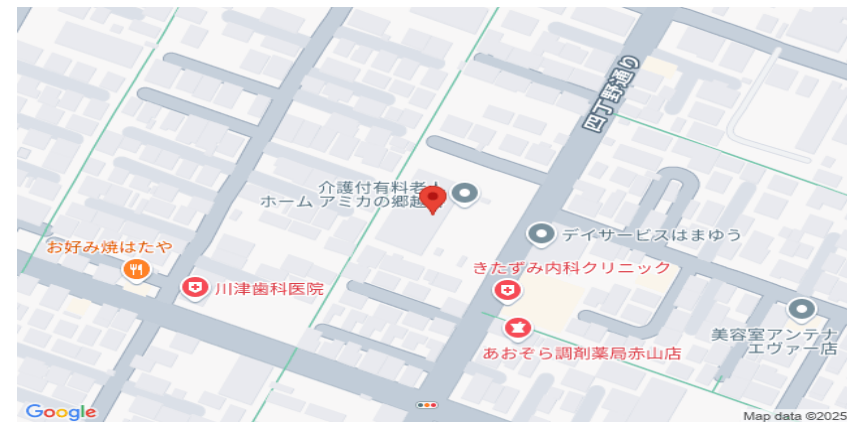 四丁野通り
介護付有料老人
ホーム アミカの郷越
デイサービスはまゆう
お好み焼はたや
きたずみ内科クリニック
川津歯科医院
美容室アンテナ
エヴァー店
あおぞら調剤薬局赤山店
Google
Map data ©2025